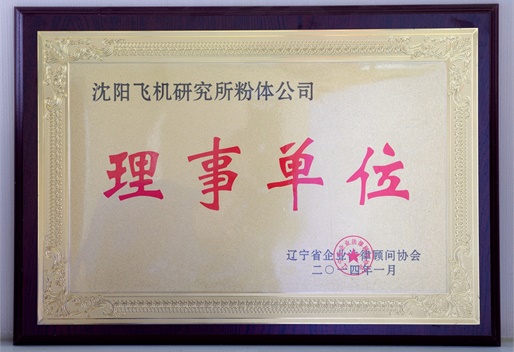 沈阳飞机研究所粉体公司
理事单位
辽宁省企业法律顾问协会
二〇一四年一月